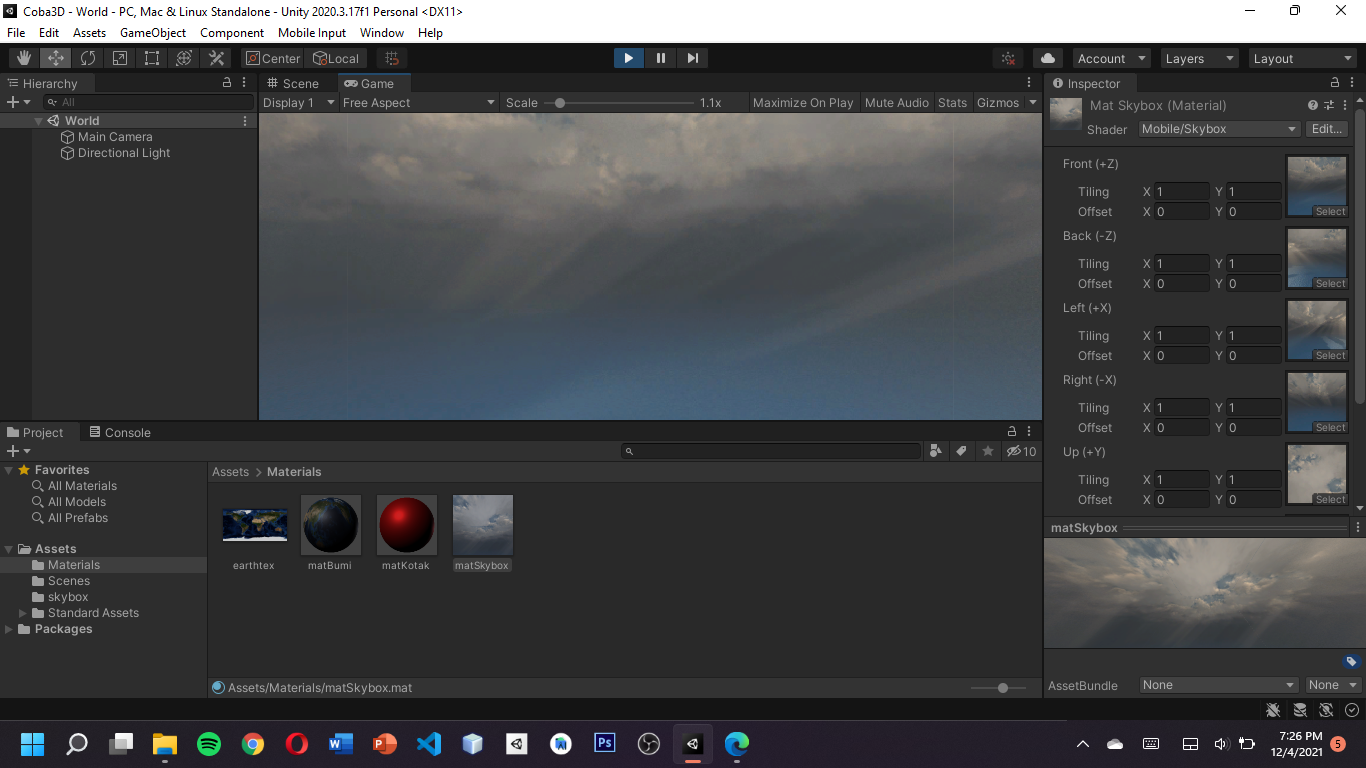 Coba3D - World - PC, Mac & Linux Standalone - Unity 2020.3.17f1 Personal <DX11>
File Edit Assets GameObject Component Mobile Input Window Help
Center Local Account Layers Layout
Hierarchy
All
World
Main Camera
Directional Light
Scene Game
Display 1 Free Aspect Scale 1.1x Maximize On Play Mute Audio Stats Gizmos
Inspector
Mat Skybox (Material)
Shader Mobile/Skybox Edit...
Front (+Z)
Tiling X 1 Y 1
Offset X 0 Y 0 Select
Back (-Z)
Tiling X 1 Y 1
Offset X 0 Y 0 Select
Left (+X)
Tiling X 1 Y 1
Offset X 0 Y 0 Select
Right (-X)
Tiling X 1 Y 1
Offset X 0 Y 0 Select
Up (+Y)
Tiling X 1 Y 1
Offset X 0 Y 0 Select
matSkybox
AssetBundle None None
Project Console
10
Favorites
All Materials
All Models
All Prefabs
Assets
Materials
Scenes
skybox
Standard Assets
Packages
Assets > Materials
earthtex matBumi matKotak matSkybox
Assets/Materials/matSkybox.mat
W P Ps
7:26 PM
12/4/2021 5